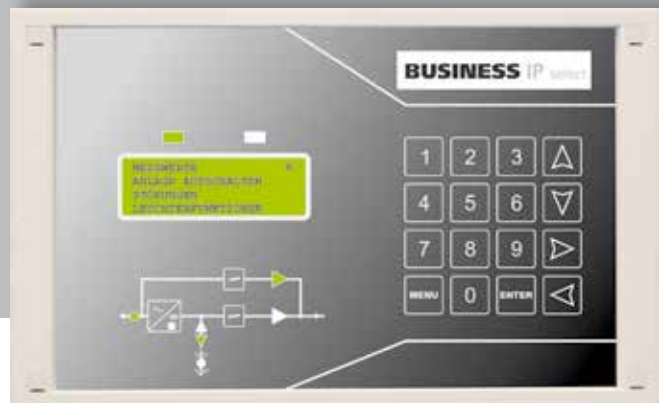 BUSINESS IP select
MESSWERTE
ANLAGE AUSSCHALTEN
STÖRUNGEN
LEUCHTENFUNKTIONEN
1 2 3
4 5 6
7 8 9
MENU 0 ENTER